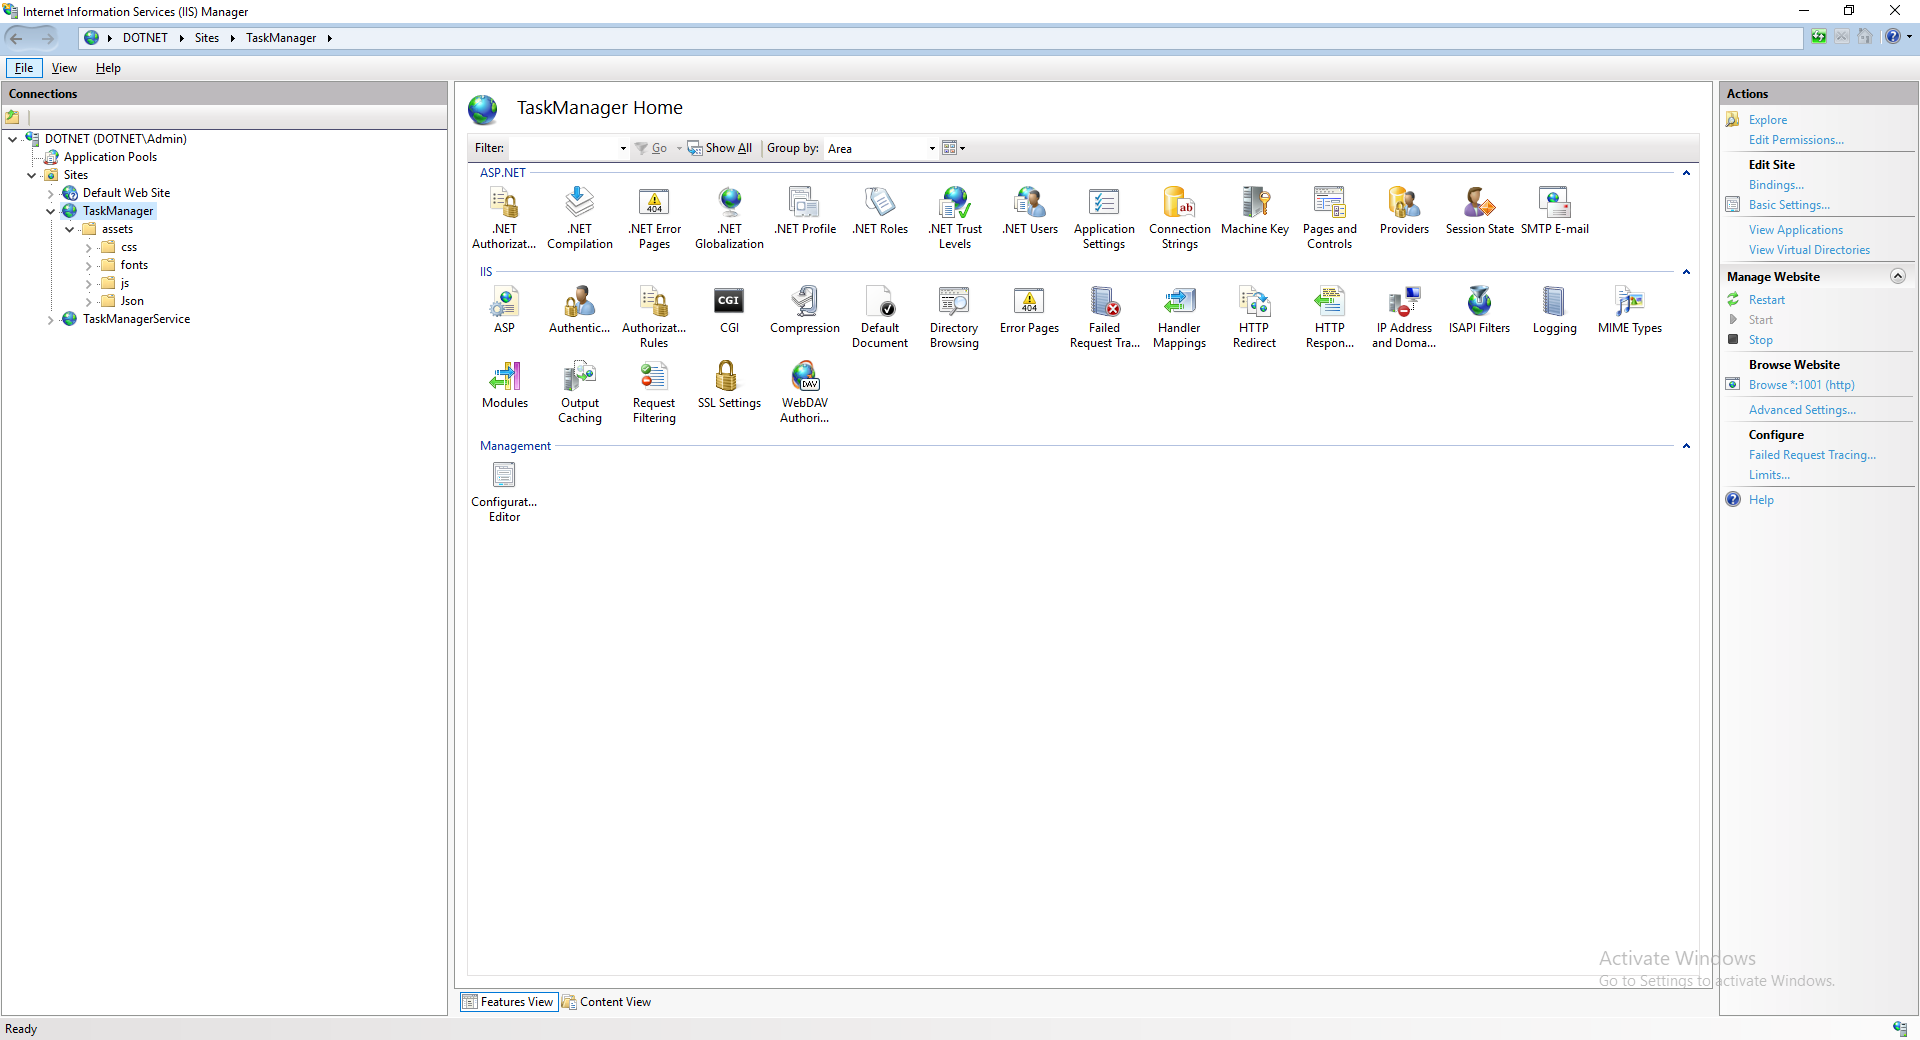 Internet Information Services (IIS) Manager
DOTNET
Sites
TaskManager
File
View
Help
Connections
DOTNET (DOTNET\Admin)
Application Pools
Sites
Default Web Site
TaskManager
assets
css
fonts
js
Json
TaskManagerService
TaskManager Home
Filter:
Go
Show All
Group by:
Area
ASP.NET
.NET
Authorizat...
.NET
Compilation
.NET Error
Pages
.NET
Globalization
.NET Profile
.NET Roles
.NET Trust
Levels
.NET Users
Application
Settings
Connection
Strings
Machine Key
Pages and
Controls
Providers
Session State
SMTP E-mail
IIS
ASP
Authentic...
Authorizat...
Rules
CGI
CGI
Compression
Default
Document
Directory
Browsing
Error Pages
Failed
Request Tra...
Handler
Mappings
HTTP
Redirect
HTTP
Respon...
IP Address
and Doma...
ISAPI Filters
Logging
MIME Types
Modules
Output
Caching
Request
Filtering
SSL Settings
WebDAV
Authori...
Management
Configurat...
Editor
Features View
Content View
Actions
Explore
Edit Permissions...
Edit Site
Bindings...
Basic Settings...
View Applications
View Virtual Directories
Manage Website
Restart
Start
Stop
Browse Website
Browse *:1001 (http)
Advanced Settings...
Configure
Failed Request Tracing...
Limits...
Help
Activate Windows
Go to Settings to activate Windows.
Ready